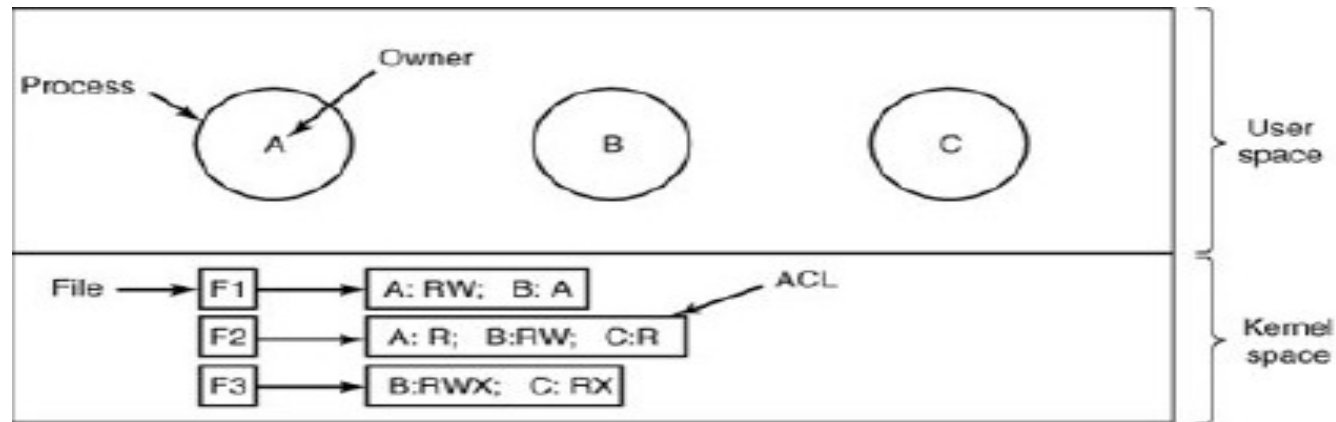 Owner
Process
A
B
C
User
space
File
F1
A: RW; B: A
ACL
F2
A: R; B:RW; C:R
F3
B:RWX; C: RX
Kernel
space